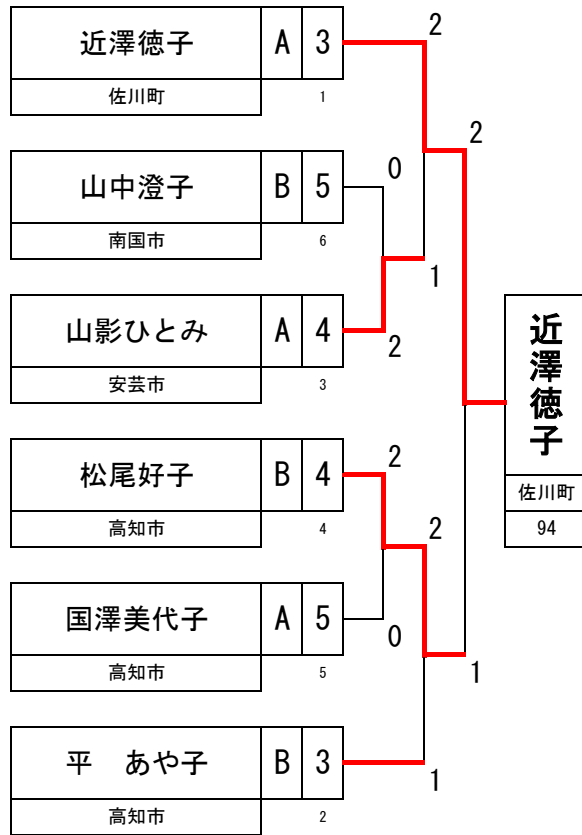 近澤徳子 A 3
佐川町 1
2
2
山中澄子 B 5
南国市 6
0
1
山影ひとみ A 4
安芸市 3
2
近澤徳子
佐川町
94
松尾好子 B 4
高知市 4
2
2
国澤美代子 A 5
高知市 5
0
1
平 あや子 B 3
高知市 2
1